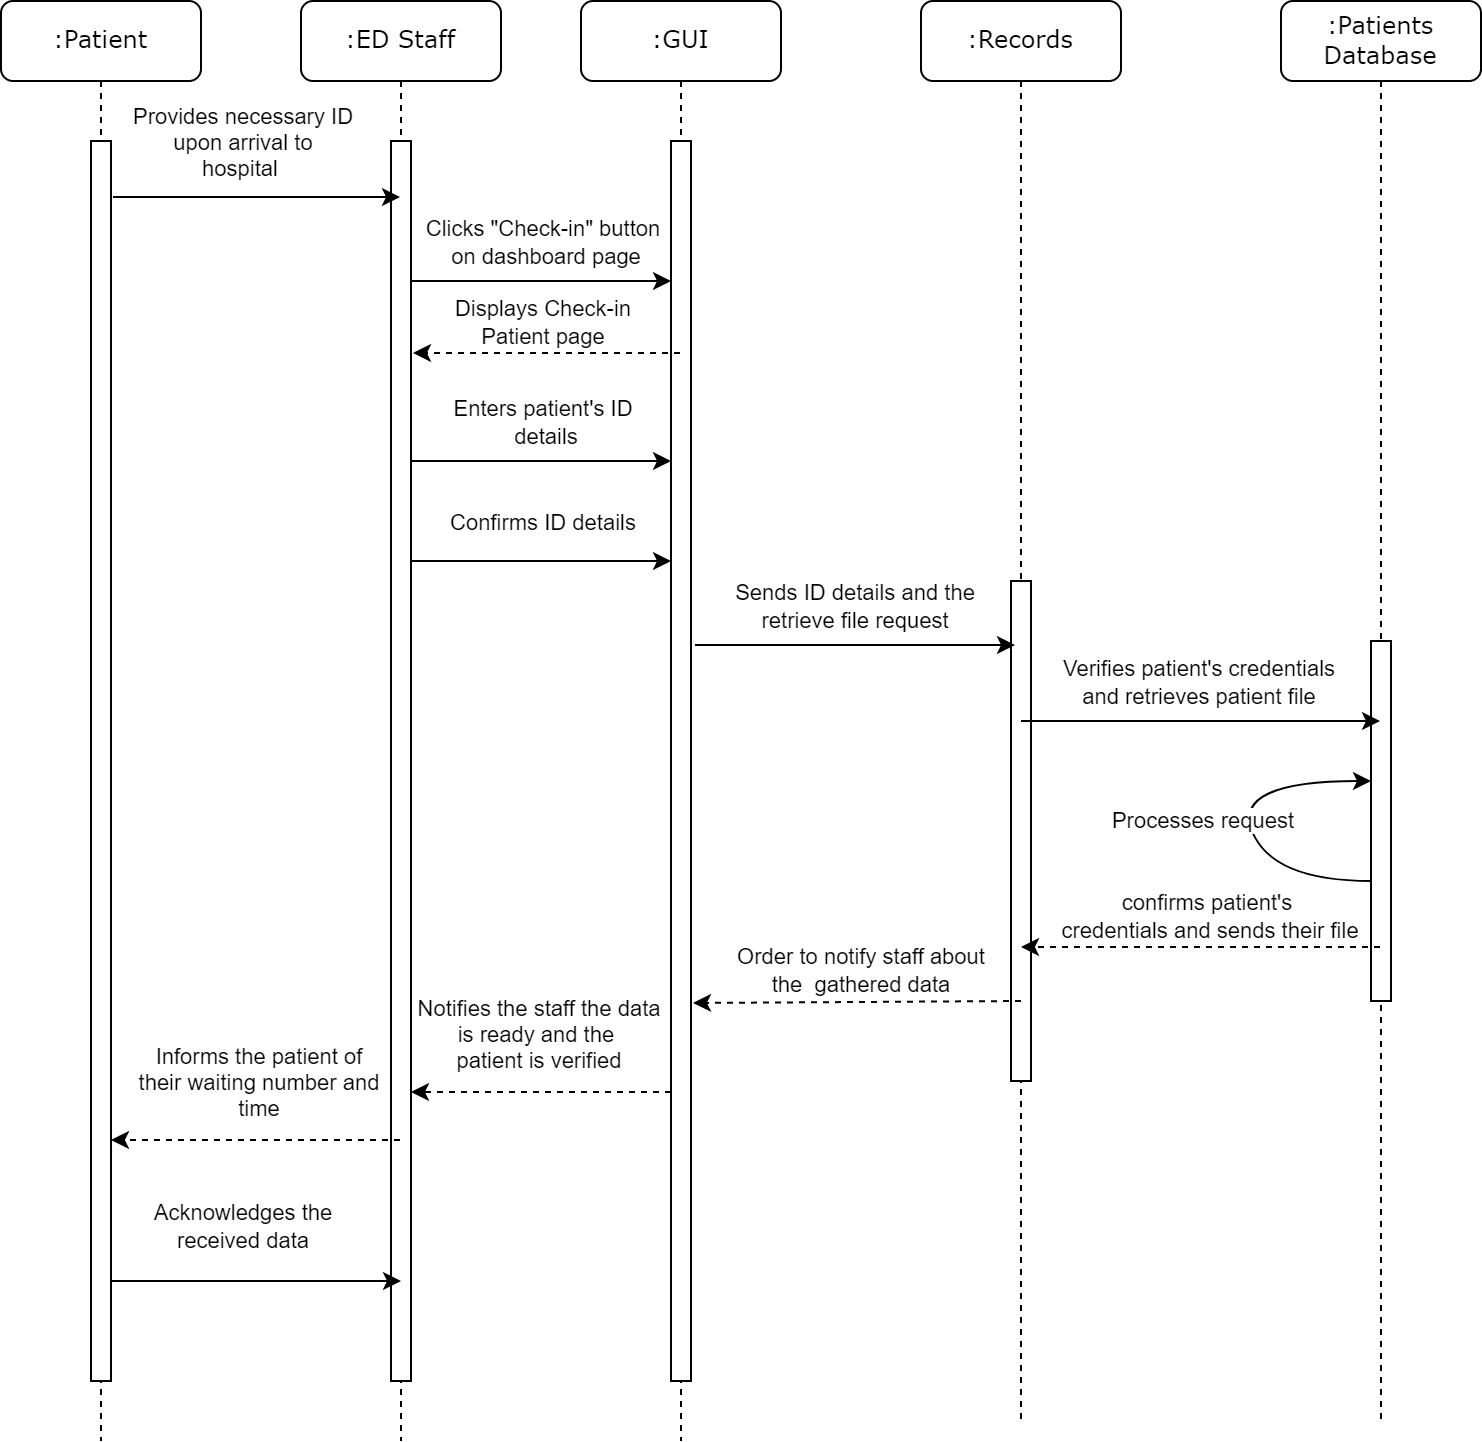 :Patient
:ED Staff
:GUI
:Records
:Patients
Database
Provides necessary ID
upon arrival to
hospital
Clicks "Check-in" button
on dashboard page
Displays Check-in
Patient page
Enters patient's ID
details
Confirms ID details
Sends ID details and the
retrieve file request
Verifies patient's credentials
and retrieves patient file
Processes request
confirms patient's
credentials and sends their file
Order to notify staff about
the  gathered data
Notifies the staff the data
is ready and the
patient is verified
Informs the patient of
their waiting number and
time
Acknowledges the
received data